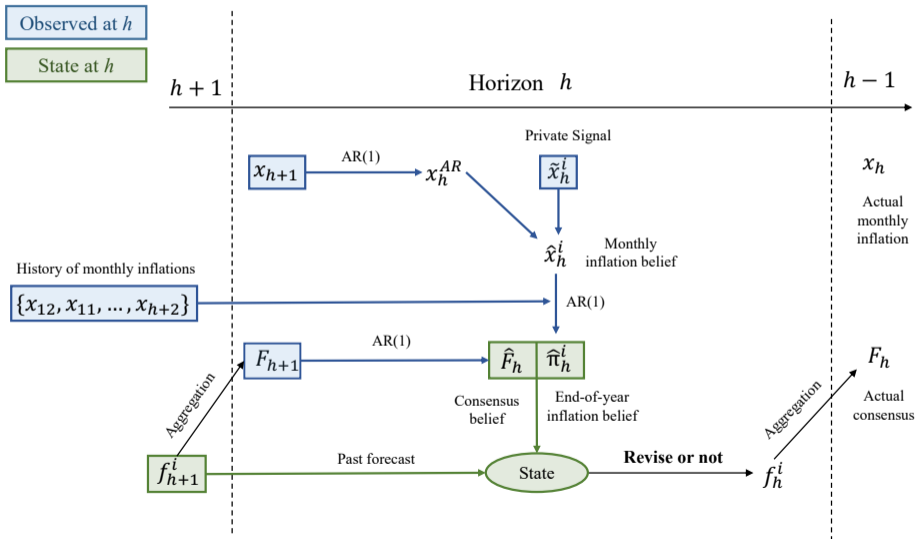 Observed at h
State at h
h + 1
Horizon h
h − 1
Private Signal
x_{h+1}
AR(1)
x_h^{AR}
x̃_h^i
x_h
Actual
monthly
inflation
x̂_h^i
Monthly
inflation belief
History of monthly inflations
{x_{12}, x_{11}, … , x_{h+2}}
AR(1)
F_{h+1}
AR(1)
F̂_h
π̂_h^i
F_h
Aggregation
Consensus
belief
End-of-year
inflation belief
Aggregation
Actual
consensus
f_{h+1}^i
Past forecast
State
Revise or not
f_h^i